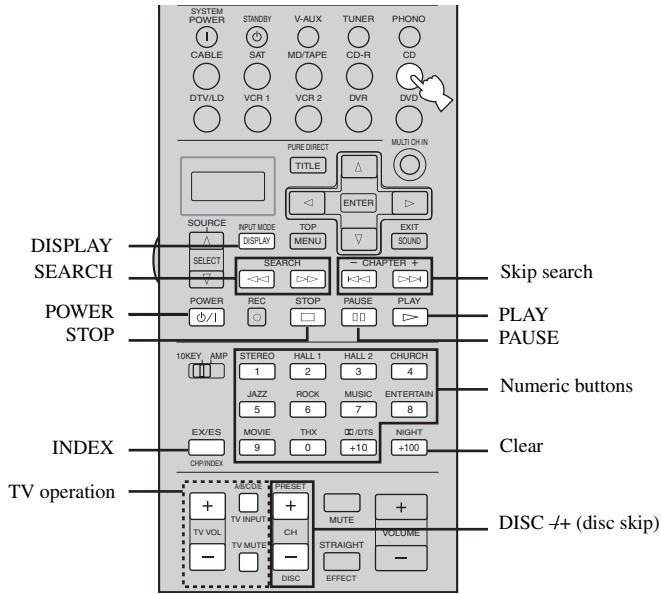 SYSTEM
POWER STANDBY V-AUX TUNER PHONO
CABLE SAT MD/TAPE CD-R CD
DTV/LD VCR 1 VCR 2 DVR DVD
PURE DIRECT MULTI CH IN
TITLE
ENTER
SOURCE INPUT MODE TOP EXIT
DISPLAY DISPLAY MENU SOUND
SELECT
SEARCH SEARCH – CHAPTER + Skip search
POWER POWER REC STOP PAUSE PLAY PLAY
STOP PAUSE
10KEY AMP STEREO HALL 1 HALL 2 CHURCH
1 2 3 4
Numeric buttons
JAZZ ROCK MUSIC ENTERTAIN
5 6 7 8
EX/ES MOVIE THX /DTS NIGHT
INDEX 9 0 +10 +100 Clear
CHP/INDEX
TV operation A/B/C/D/E PRESET
+ + +
TV INPUT MUTE
TV VOL CH VOLUME DISC -/+ (disc skip)
TV MUTE STRAIGHT
– – –
DISC EFFECT